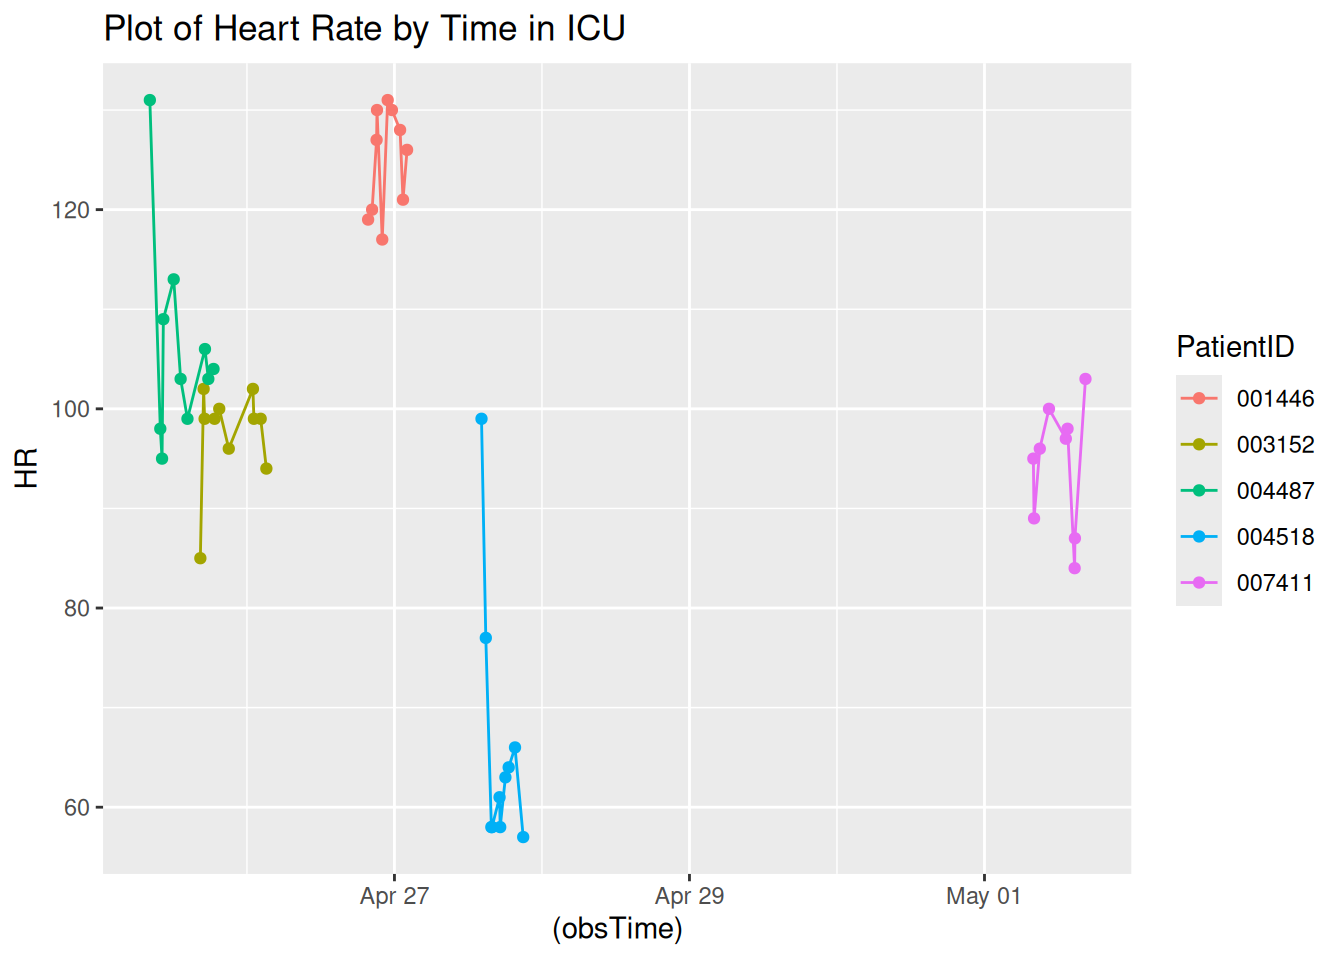 Plot of Heart Rate by Time in ICU
HR
120
100
80
60
Apr 27
Apr 29
May 01
(obsTime)
PatientID
001446
003152
004487
004518
007411